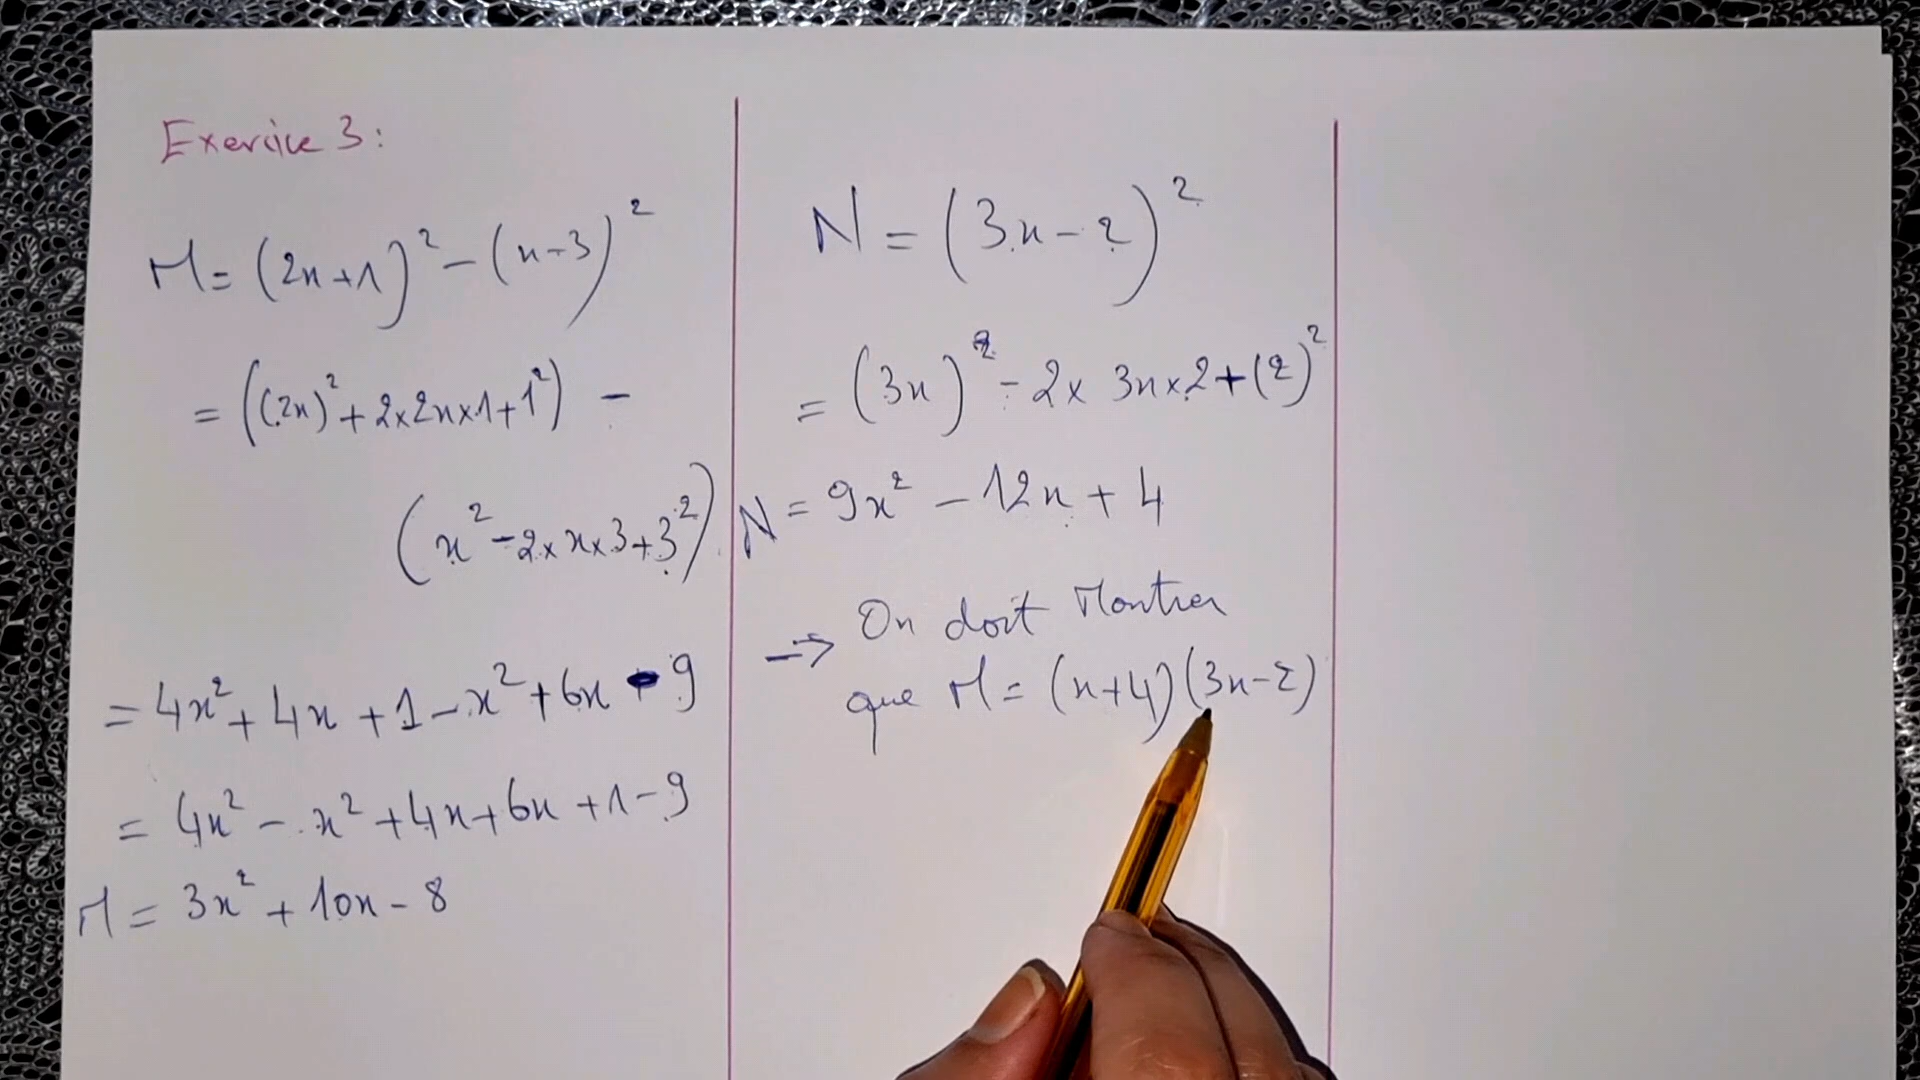 Exercice 3:
M = (2x+1)² - (x-3)²
= ((2x)² + 2×2x×1+1²) -
(x² - 2×x×3+3²)
= 4x² + 4x + 1 - x² + 6x - 9
= 4x² - x² + 4x + 6x + 1 - 9
M = 3x² + 10x - 8
N = (3x - 2)²
= (3x)² - 2× 3x×2 + (2)²
N = 9x² - 12x + 4
→ On doit Montrer
que M = (x+4)(3x-2)